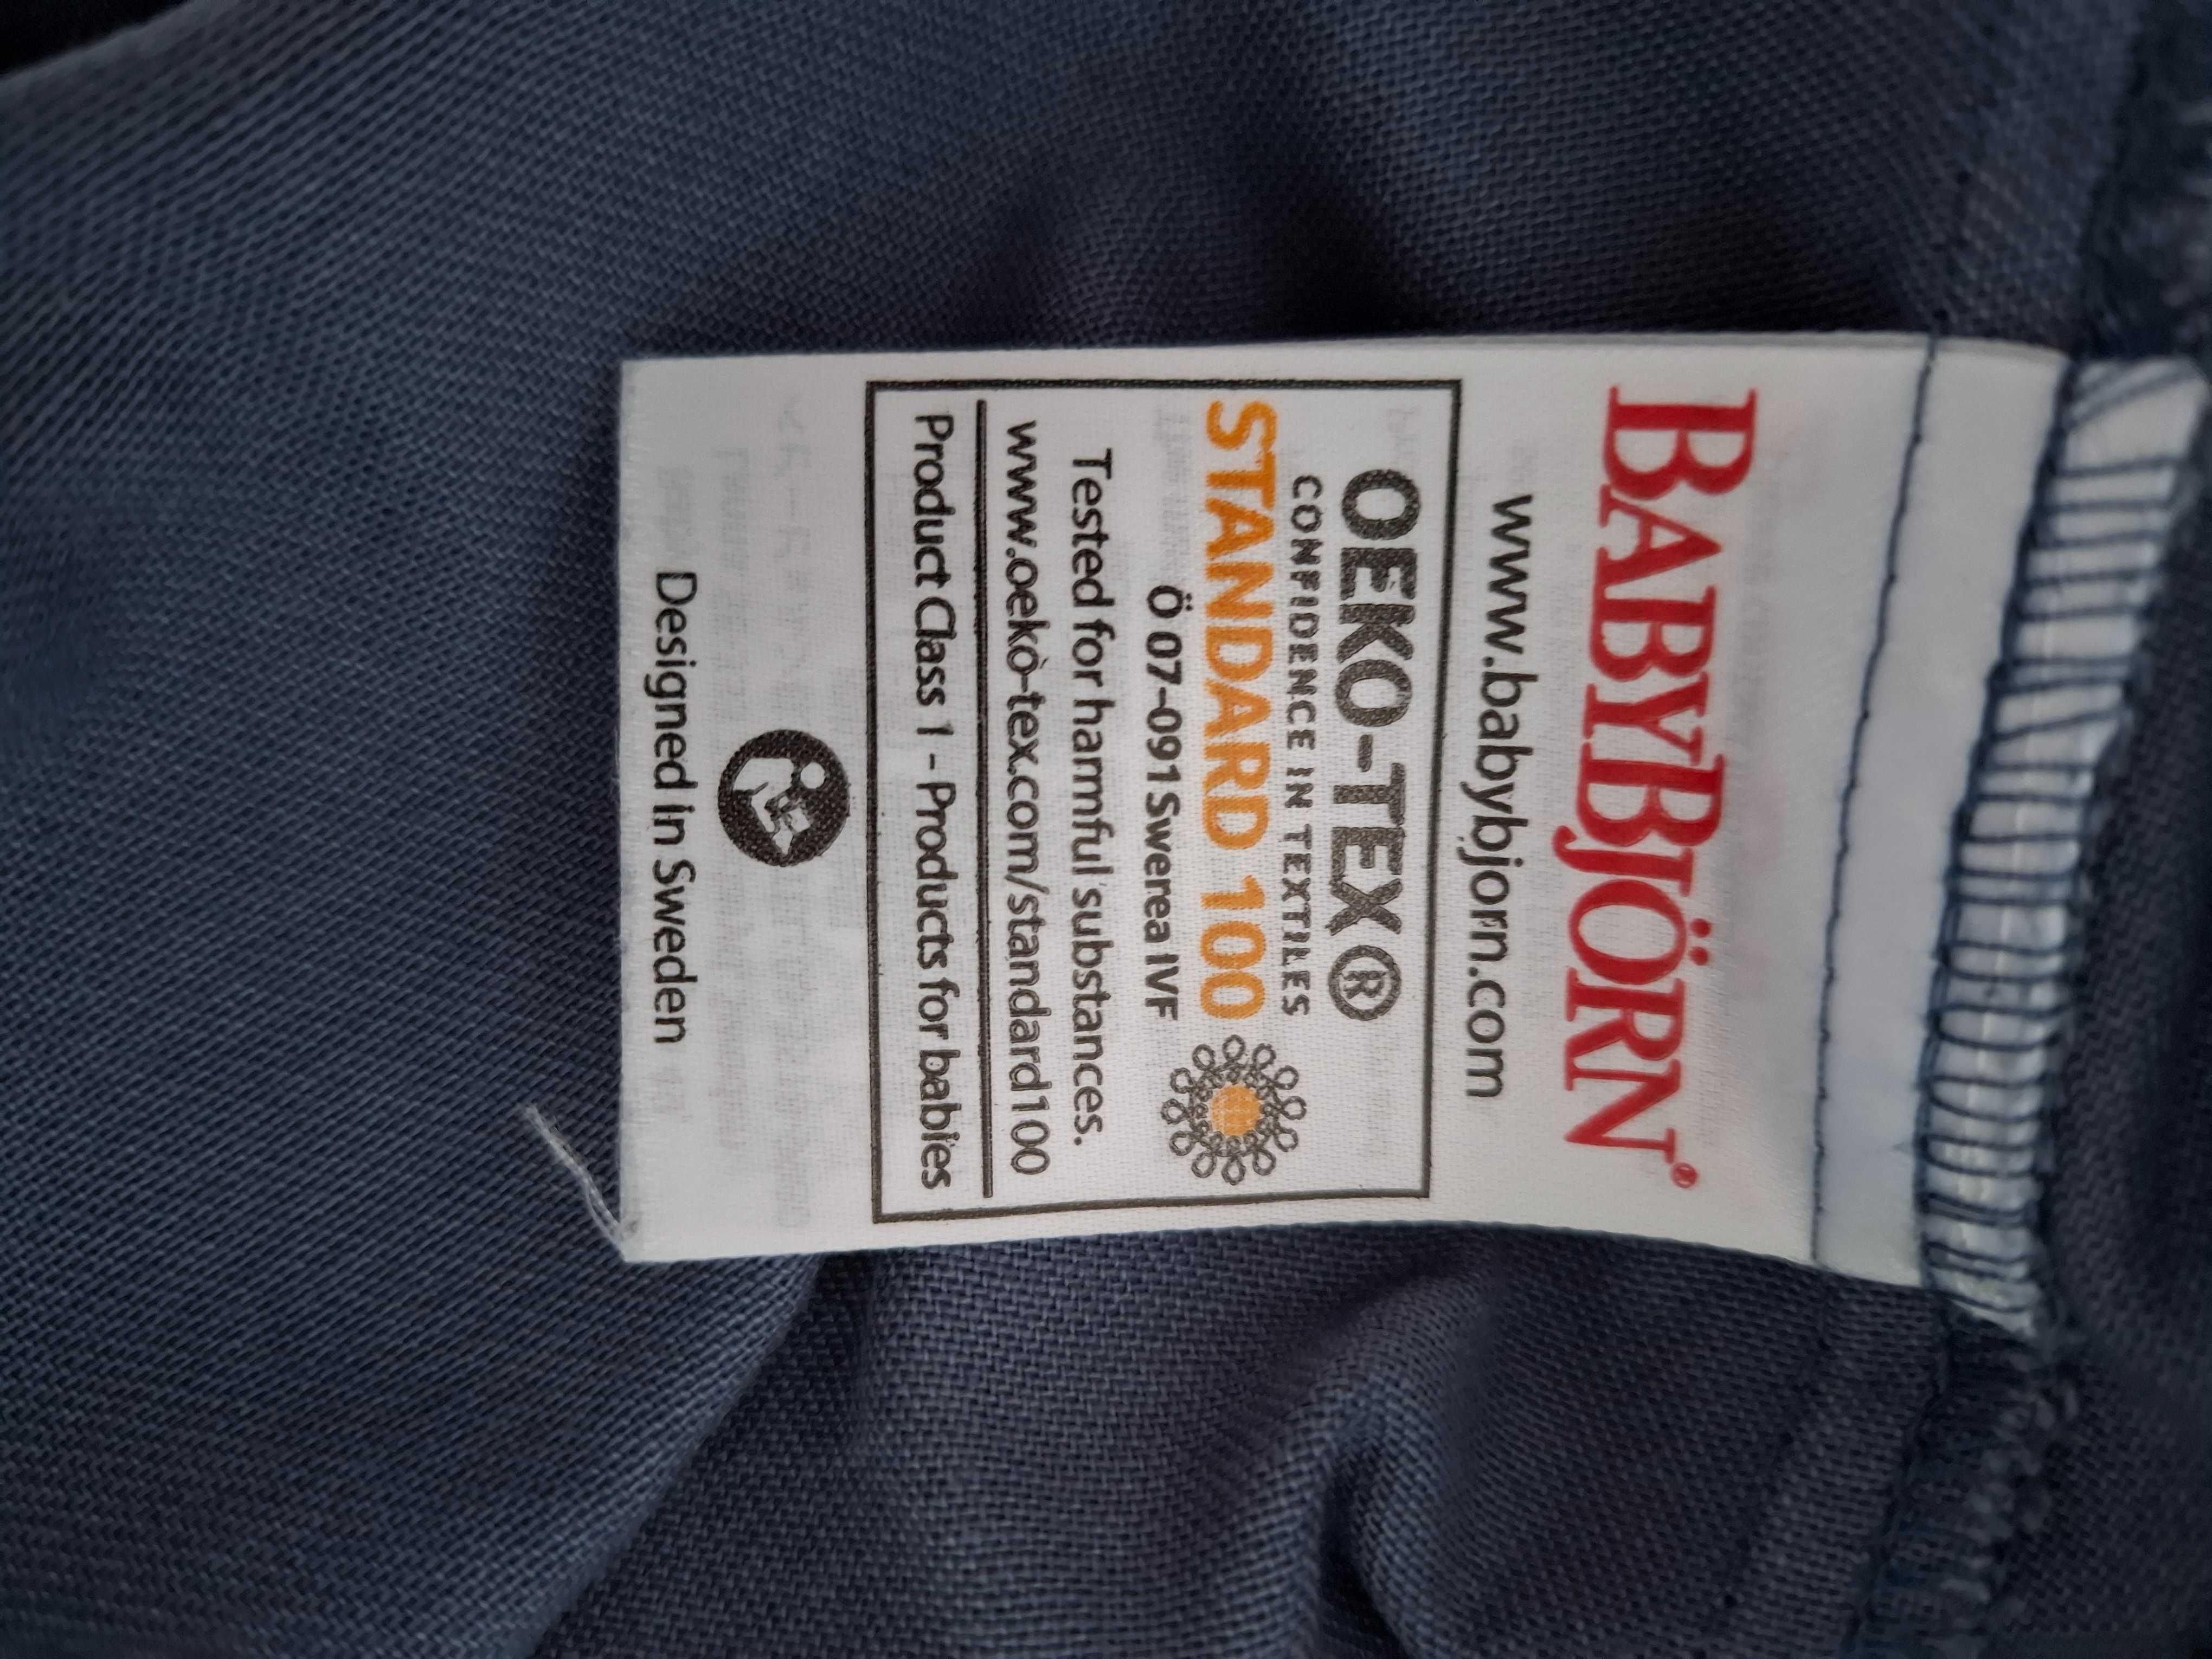 BABYBJÖRN®
www.babybjorn.com
OEKO-TEX®
CONFIDENCE IN TEXTILES
STANDARD 100
Ö 07-091 Swerea IVF
Tested for harmful substances.
www.oeko-tex.com/standard100
Product Class 1 - Products for babies
Designed in Sweden